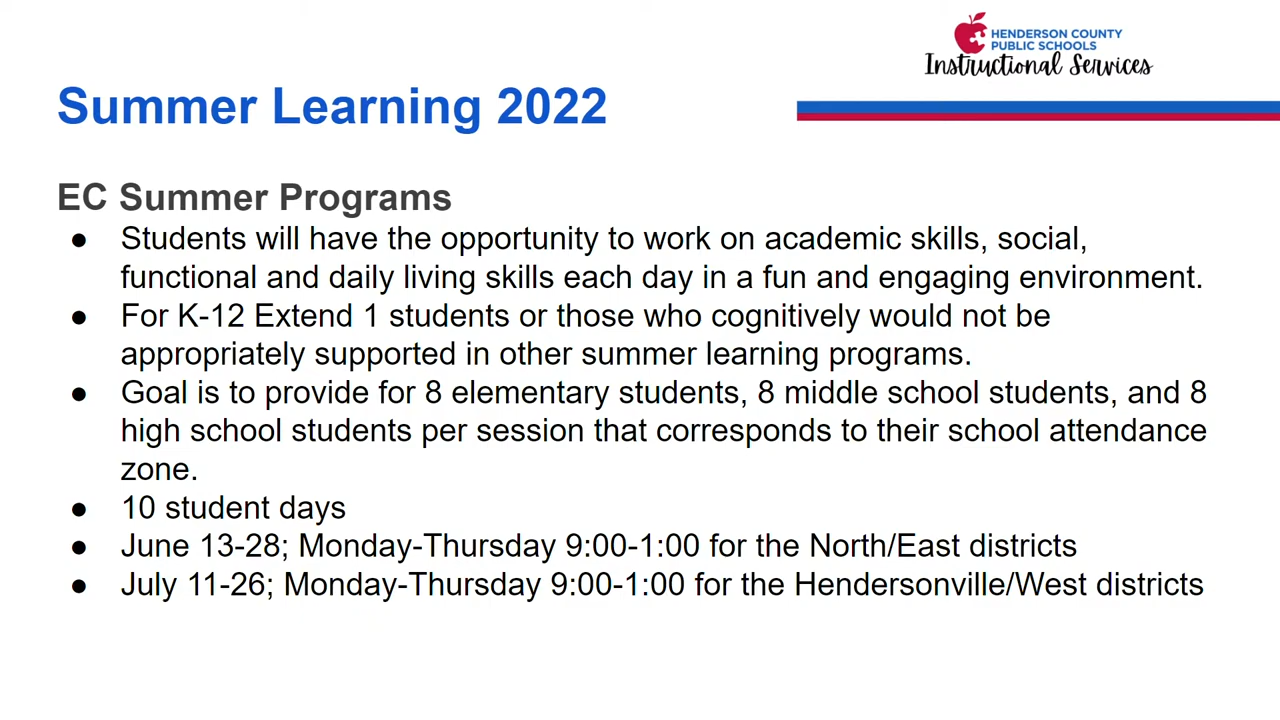 HENDERSON COUNTY
PUBLIC SCHOOLS
Instructional Services
Summer Learning 2022
EC Summer Programs
● Students will have the opportunity to work on academic skills, social,
functional and daily living skills each day in a fun and engaging environment.
● For K-12 Extend 1 students or those who cognitively would not be
appropriately supported in other summer learning programs.
● Goal is to provide for 8 elementary students, 8 middle school students, and 8
high school students per session that corresponds to their school attendance
zone.
● 10 student days
● June 13-28; Monday-Thursday 9:00-1:00 for the North/East districts
● July 11-26; Monday-Thursday 9:00-1:00 for the Hendersonville/West districts